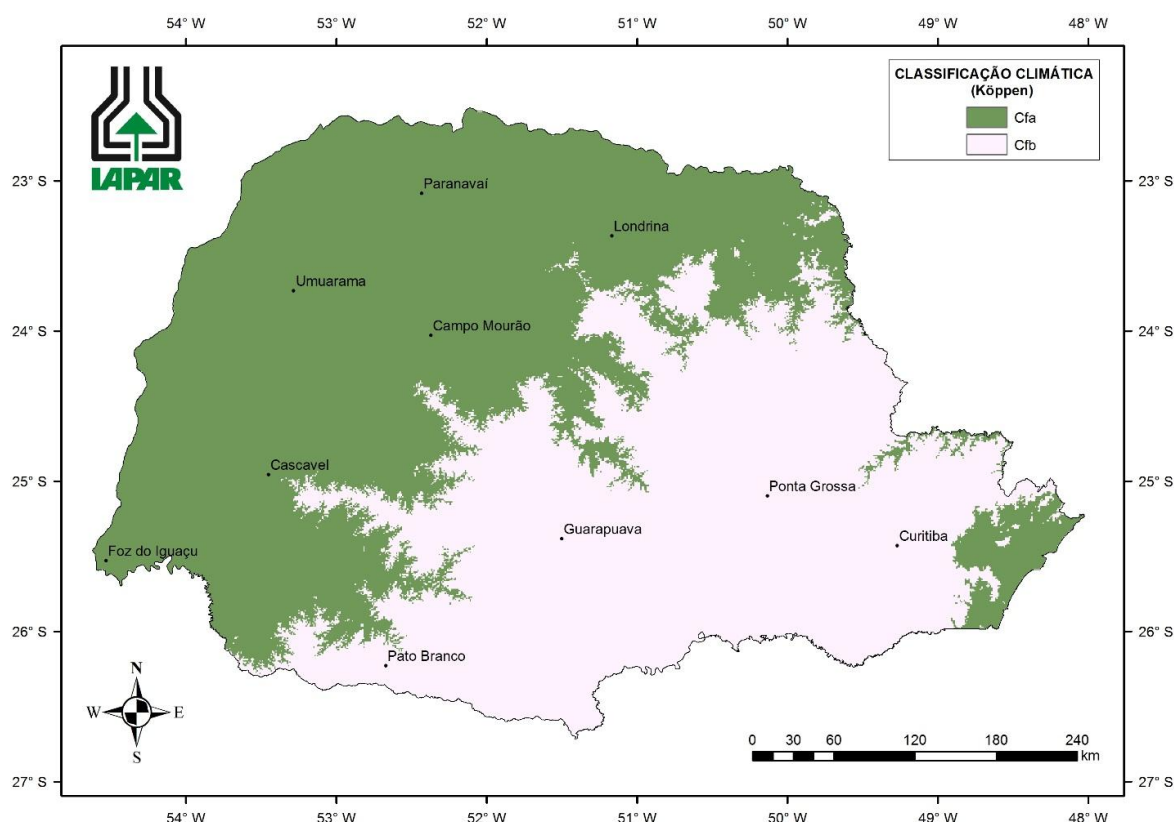 54° W 53° W 52° W 51° W 50° W 49° W 48° W
IAPAR
CLASSIFICAÇÃO CLIMÁTICA
(Köppen)
Cfa
Cfb
23° S 23° S
Paranavaí
Londrina
Umuarama
24° S 24° S
Campo Mourão
Cascavel
25° S 25° S
Ponta Grossa
Guarapuava
Curitiba
Foz do Iguaçu
26° S 26° S
Pato Branco
N
W E
S
0 15 30 60 120 180 240
km
27° S 27° S
54° W 53° W 52° W 51° W 50° W 49° W 48° W